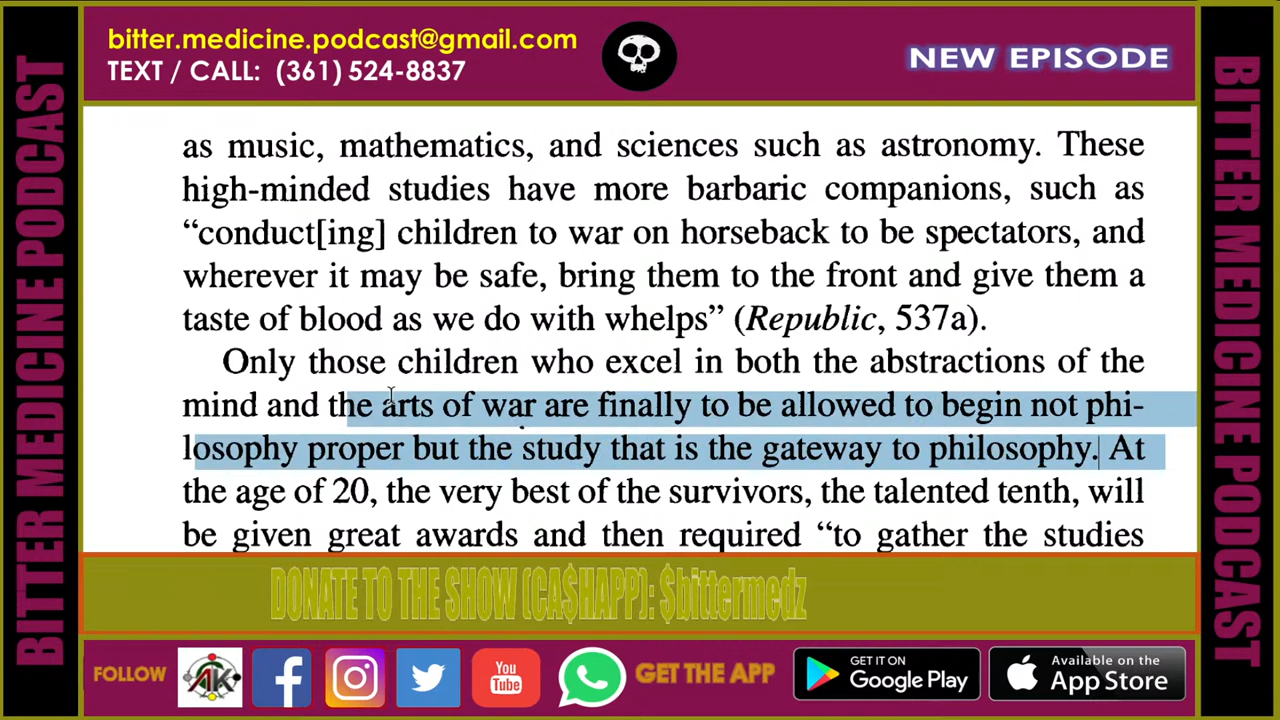 bitter.medicine.podcast@gmail.com
TEXT / CALL: (361) 524-8837
NEW EPISODE
BITTER MEDICINE PODCAST
as music, mathematics, and sciences such as astronomy. These
high-minded studies have more barbaric companions, such as
“conduct[ing] children to war on horseback to be spectators, and
wherever it may be safe, bring them to the front and give them a
taste of blood as we do with whelps” (Republic, 537a).
Only those children who excel in both the abstractions of the
mind and the arts of war are finally to be allowed to begin not phi-
losophy proper but the study that is the gateway to philosophy. At
the age of 20, the very best of the survivors, the talented tenth, will
be given great awards and then required “to gather the studies
BITTER MEDICINE PODCAST
DONATE TO THE SHOW (CA$HAPP): $bittermedz
FOLLOW
You
Tube
GET THE APP
GET IT ON
Google Play
Available on the
App Store